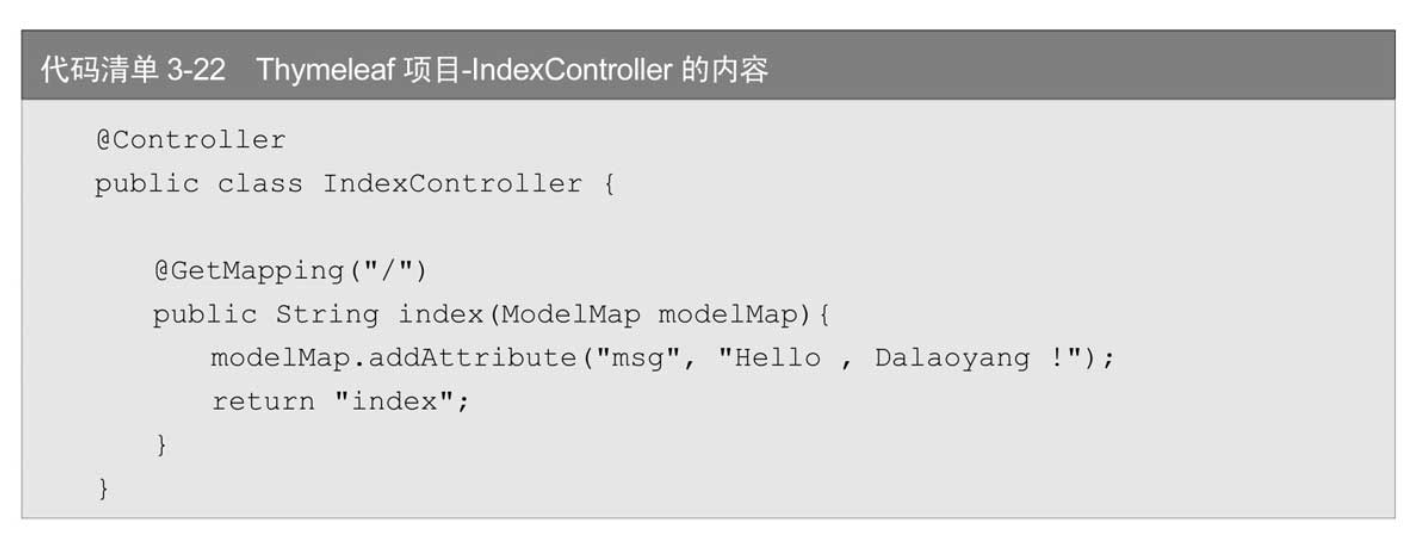 代码清单 3-22 Thymeleaf 项目-IndexController 的内容
@Controller
public class IndexController {
@GetMapping("/")
public String index(ModelMap modelMap){
modelMap.addAttribute("msg", "Hello , Dalaoyang !");
return "index";
}
}